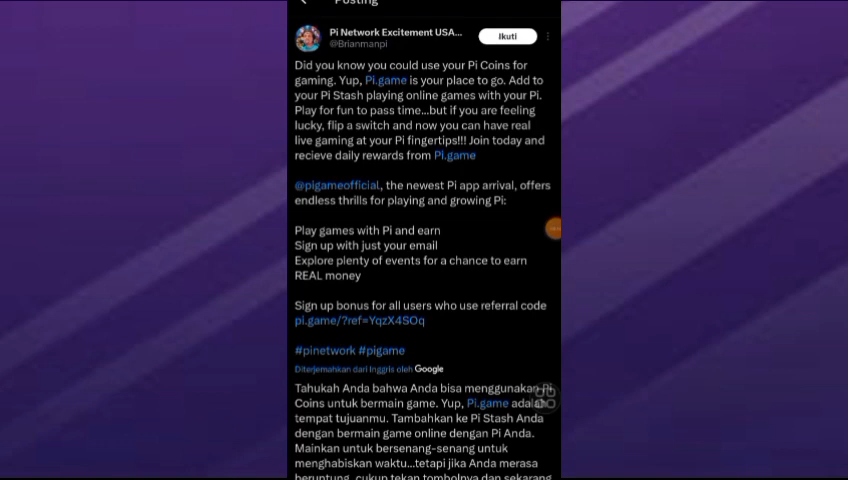 Posting
Pi Network Excitement USA...
@Brianmanpi
Ikuti
Did you know you could use your Pi Coins for
gaming. Yup, Pi.game is your place to go. Add to
your Pi Stash playing online games with your Pi.
Play for fun to pass time...but if you are feeling
lucky, flip a switch and now you can have real
live gaming at your Pi fingertips!!! Join today and
recieve daily rewards from Pi.game
@pigameofficial, the newest Pi app arrival, offers
endless thrills for playing and growing Pi:
Play games with Pi and earn
Sign up with just your email
Explore plenty of events for a chance to earn
REAL money
Sign up bonus for all users who use referral code
pi.game/?ref=YqzX4SOq
#pinetwork #pigame
Diterjemahkan dari Inggris oleh Google
Tahukah Anda bahwa Anda bisa menggunakan Pi
Coins untuk bermain game. Yup, Pi.game adalah
tempat tujuanmu. Tambahkan ke Pi Stash Anda
dengan bermain game online dengan Pi Anda.
Mainkan untuk bersenang-senang untuk
menghabiskan waktu...tetapi jika Anda merasa
beruntung, cukup tekan tombolnya dan sekarang